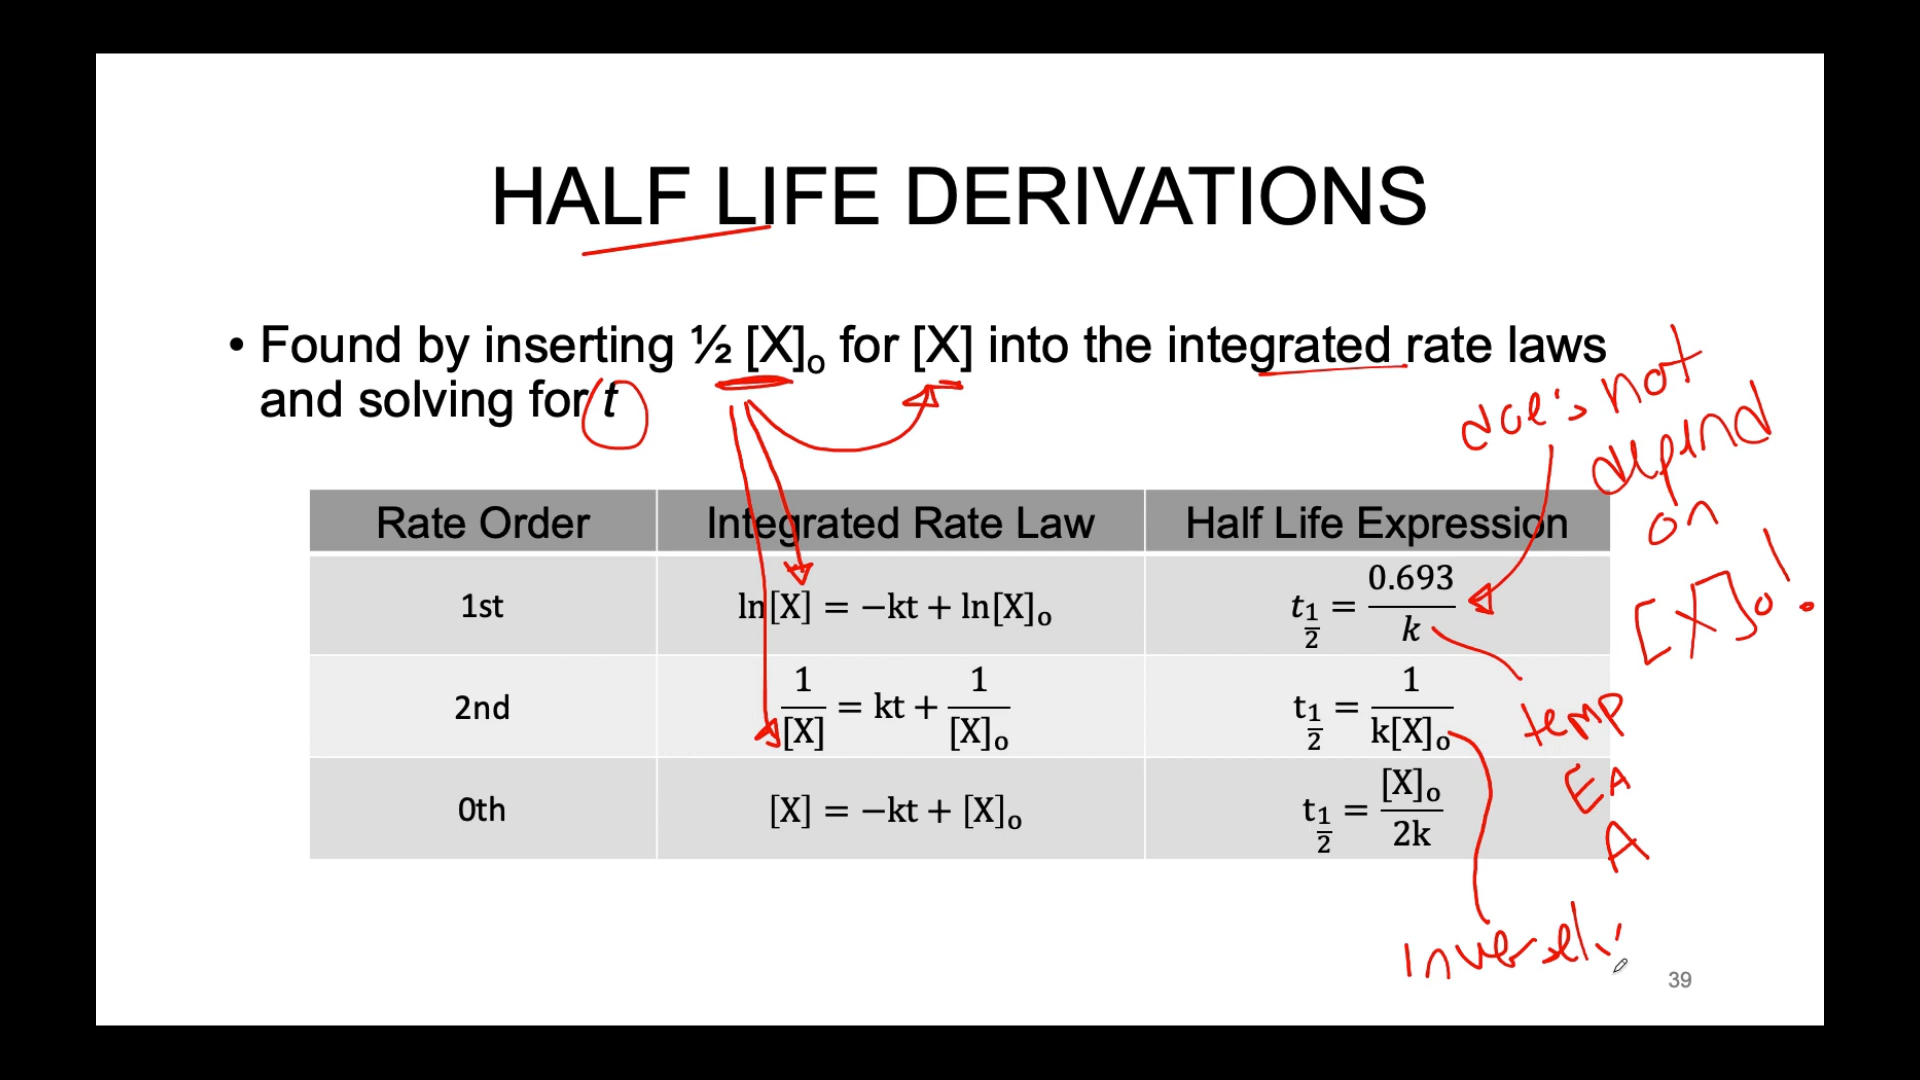 HALF LIFE DERIVATIONS
• Found by inserting ½ [X]ₒ for [X] into the integrated rate laws
and solving for t
does not
depend
on
[X]₀!
Rate Order Integrated Rate Law Half Life Expression
1st ln[X] = −kt + ln[X]ₒ t½ = 0.693/k
2nd 1/[X] = kt + 1/[X]ₒ t½ = 1/k[X]ₒ
0th [X] = −kt + [X]ₒ t½ = [X]ₒ/2k
temp
EA
A
Inversel
39